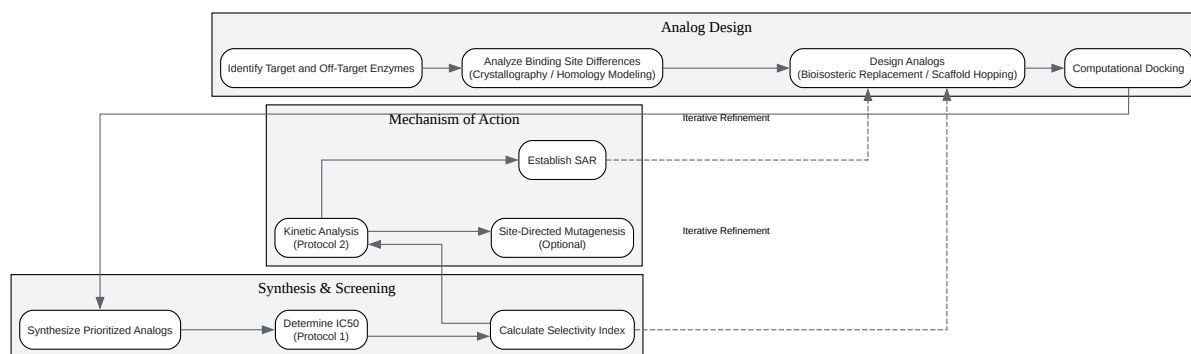 Analog Design
Identify Target and Off-Target Enzymes
Analyze Binding Site Differences
(Crystallography / Homology Modeling)
Design Analogs
(Bioisosteric Replacement / Scaffold Hopping)
Computational Docking
Mechanism of Action
Iterative Refinement
Establish SAR
Kinetic Analysis
(Protocol 2)
Site-Directed Mutagenesis
(Optional)
Iterative Refinement
Synthesis & Screening
Synthesize Prioritized Analogs
Determine IC50
(Protocol 1)
Calculate Selectivity Index